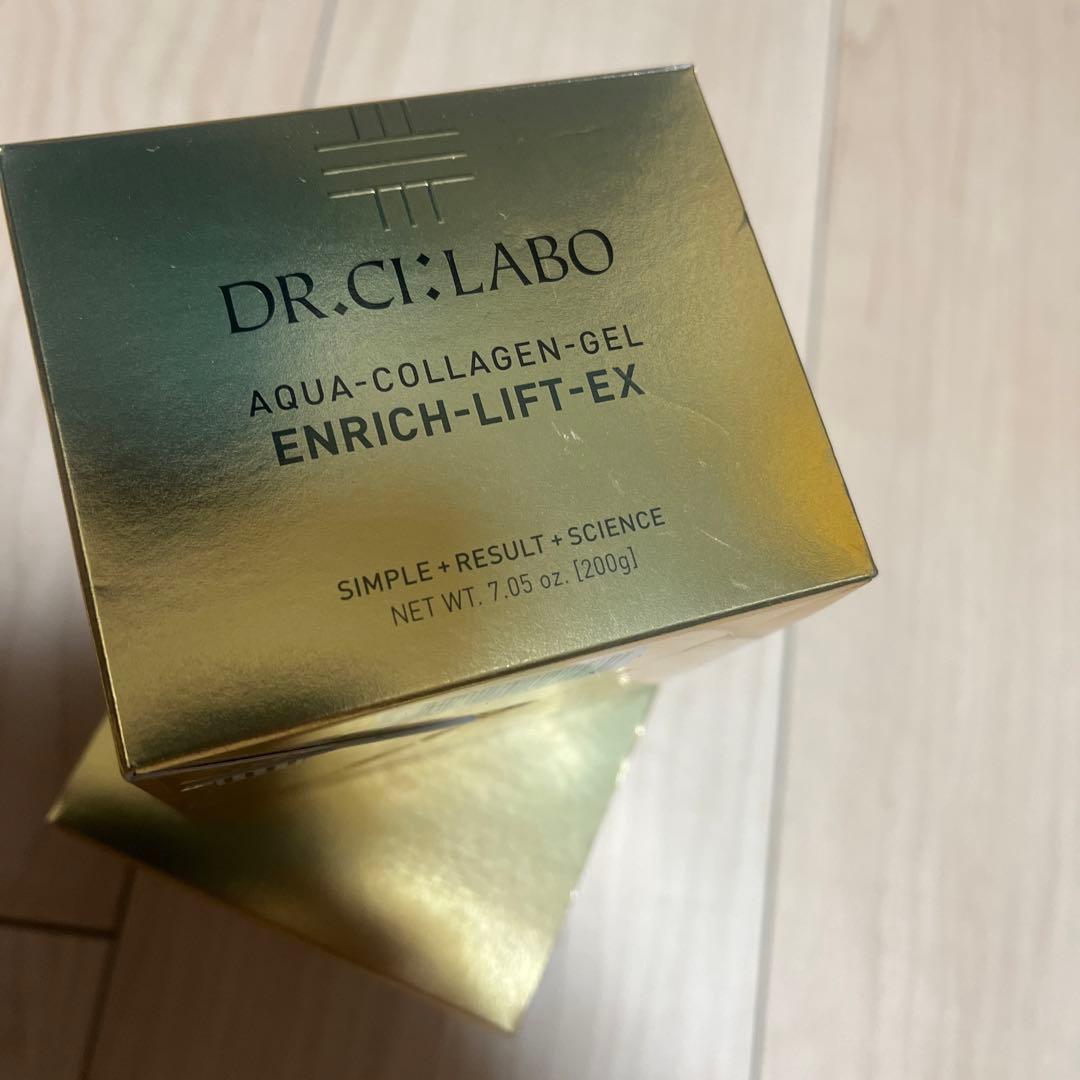 DR.CI:LABO
AQUA-COLLAGEN-GEL
ENRICH-LIFT-EX
SIMPLE + RESULT + SCIENCE
NET WT. 7.05 oz. [200g]